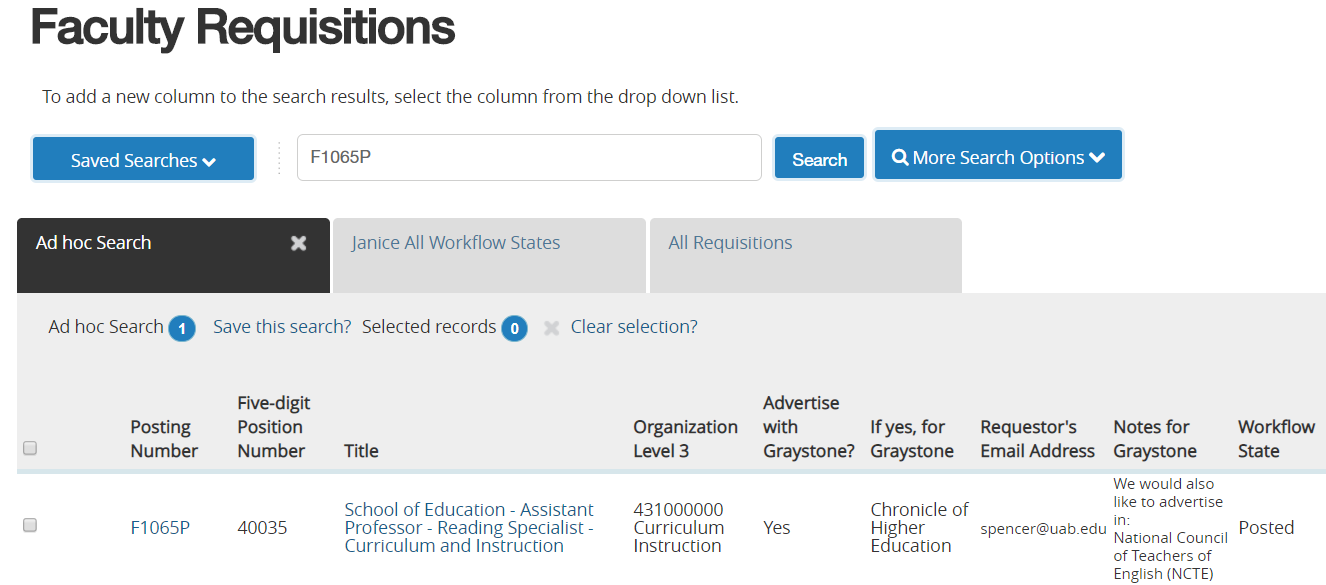 Faculty Requisitions
To add a new column to the search results, select the column from the drop down list.
Saved Searches
F1065P
Search
More Search Options
Ad hoc Search
Janice All Workflow States
All Requisitions
Ad hoc Search 1 Save this search? Selected records 0 Clear selection?
Posting
Number
Five-digit
Position
Number
Title
Organization
Level 3
Advertise
with
Graystone?
If yes, for
Graystone
Requestor's
Email Address
Notes for
Graystone
Workflow
State
F1065P
40035
School of Education - Assistant
Professor - Reading Specialist -
Curriculum and Instruction
431000000
Curriculum
Instruction
Yes
Chronicle of
Higher
Education
spencer@uab.edu
We would also
like to advertise
in:
National Council
of Teachers of
English (NCTE)
Posted